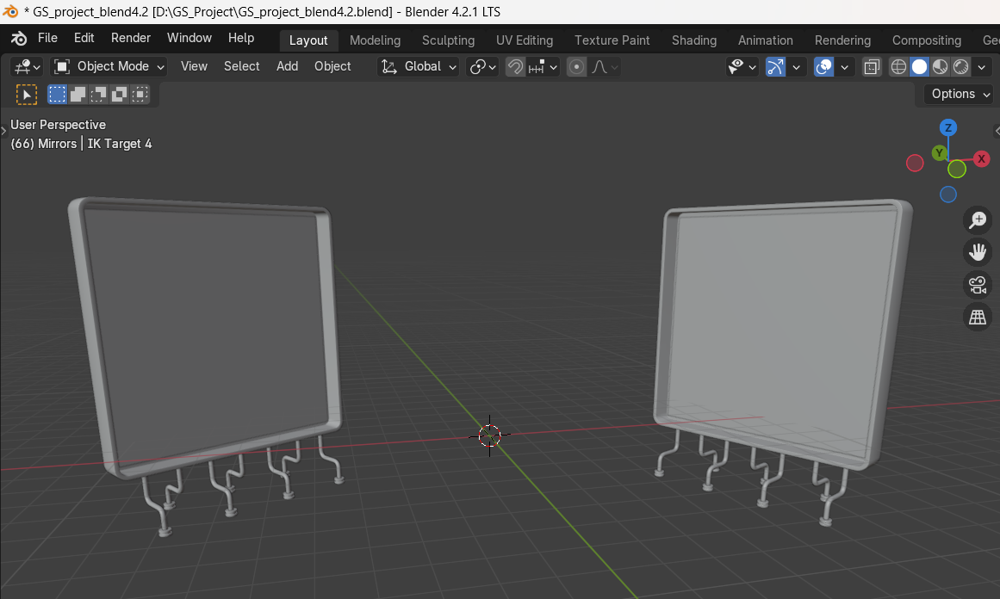 * GS_project_blend4.2 [D:\GS_Project\GS_project_blend4.2.blend] - Blender 4.2.1 LTS
File Edit Render Window Help Layout Modeling Sculpting UV Editing Texture Paint Shading Animation Rendering Compositing Ge
Object Mode View Select Add Object Global
Options
User Perspective
(66) Mirrors | IK Target 4
Z
Y
X